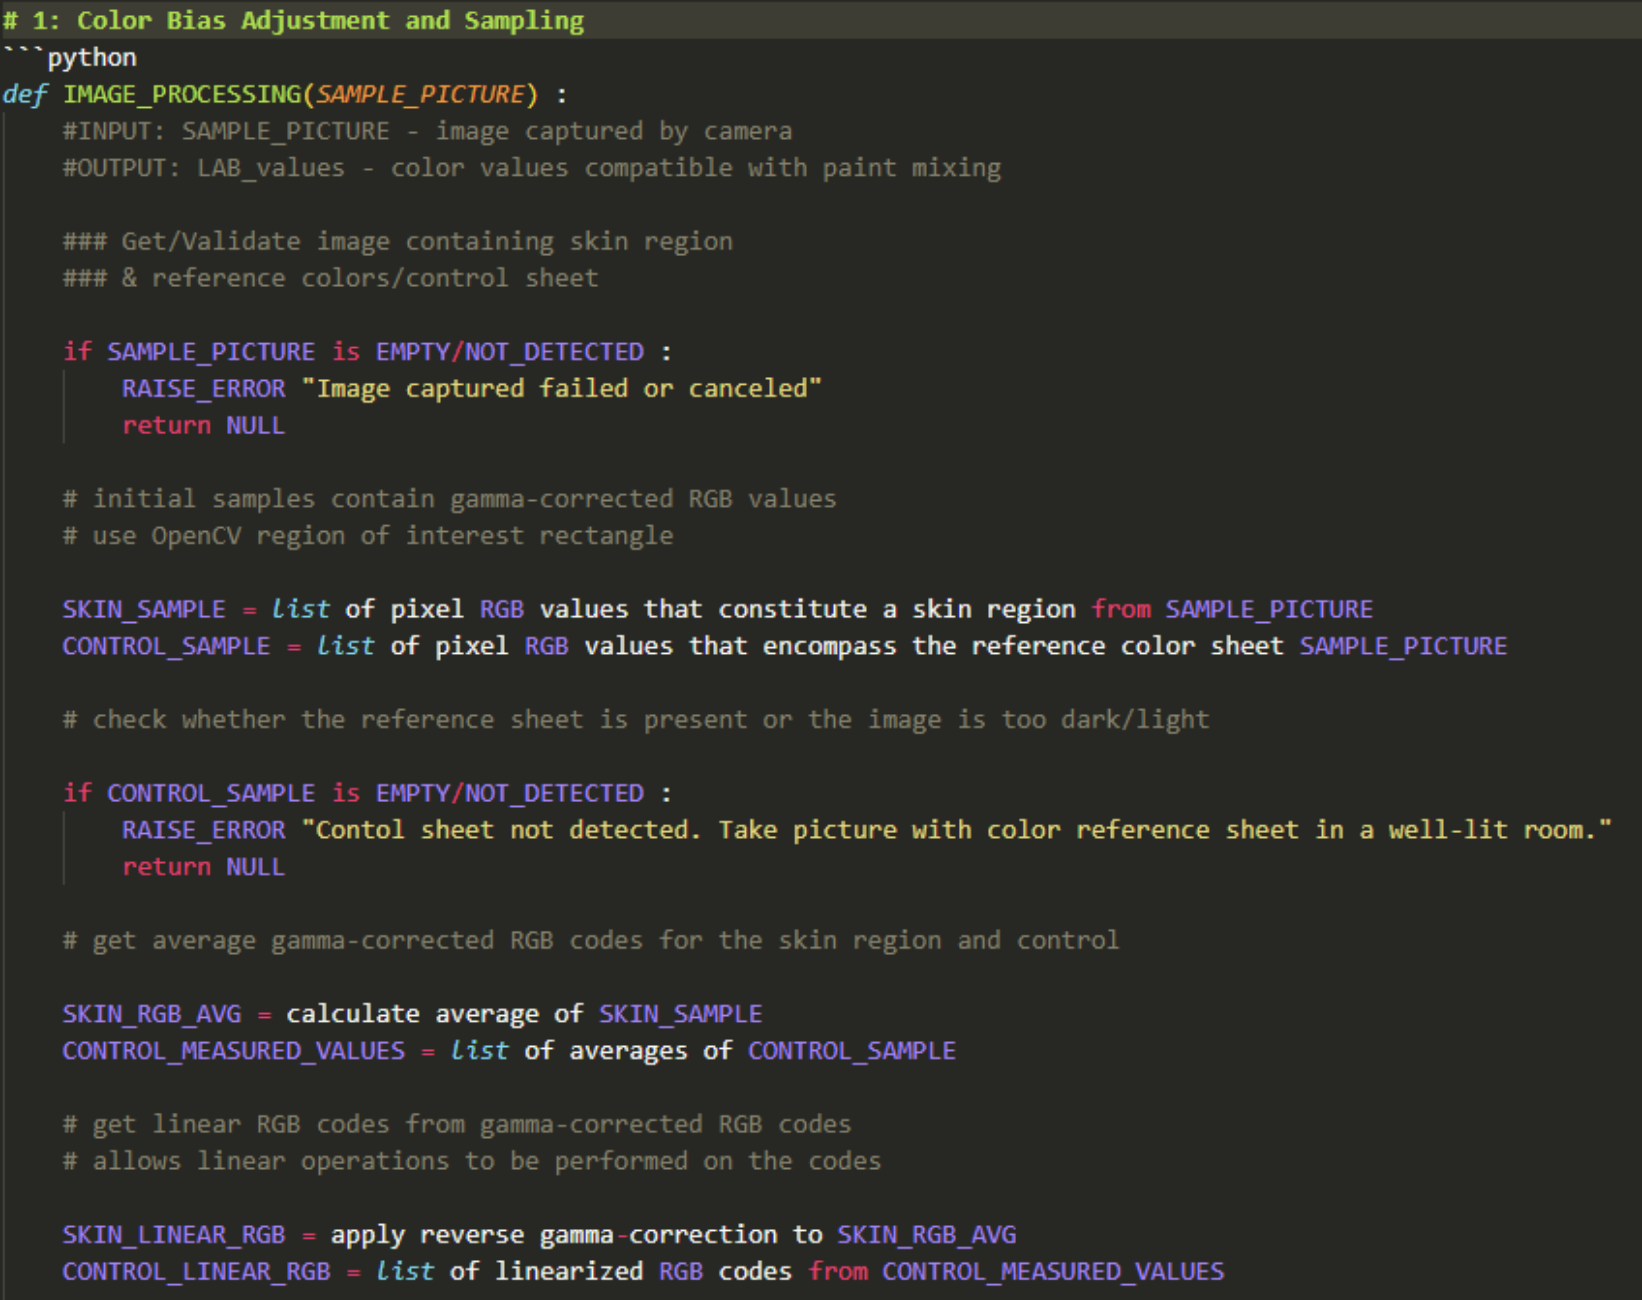 # 1: Color Bias Adjustment and Sampling
```python
def IMAGE_PROCESSING(SAMPLE_PICTURE) :
#INPUT: SAMPLE_PICTURE - image captured by camera
#OUTPUT: LAB_values - color values compatible with paint mixing
### Get/Validate image containing skin region
### & reference colors/control sheet
if SAMPLE_PICTURE is EMPTY/NOT_DETECTED :
RAISE_ERROR "Image captured failed or canceled"
return NULL
# initial samples contain gamma-corrected RGB values
# use OpenCV region of interest rectangle
SKIN_SAMPLE = list of pixel RGB values that constitute a skin region from SAMPLE_PICTURE
CONTROL_SAMPLE = list of pixel RGB values that encompass the reference color sheet SAMPLE_PICTURE
# check whether the reference sheet is present or the image is too dark/light
if CONTROL_SAMPLE is EMPTY/NOT_DETECTED :
RAISE_ERROR "Contol sheet not detected. Take picture with color reference sheet in a well-lit room."
return NULL
# get average gamma-corrected RGB codes for the skin region and control
SKIN_RGB_AVG = calculate average of SKIN_SAMPLE
CONTROL_MEASURED_VALUES = list of averages of CONTROL_SAMPLE
# get linear RGB codes from gamma-corrected RGB codes
# allows linear operations to be performed on the codes
SKIN_LINEAR_RGB = apply reverse gamma-correction to SKIN_RGB_AVG
CONTROL_LINEAR_RGB = list of linearized RGB codes from CONTROL_MEASURED_VALUES